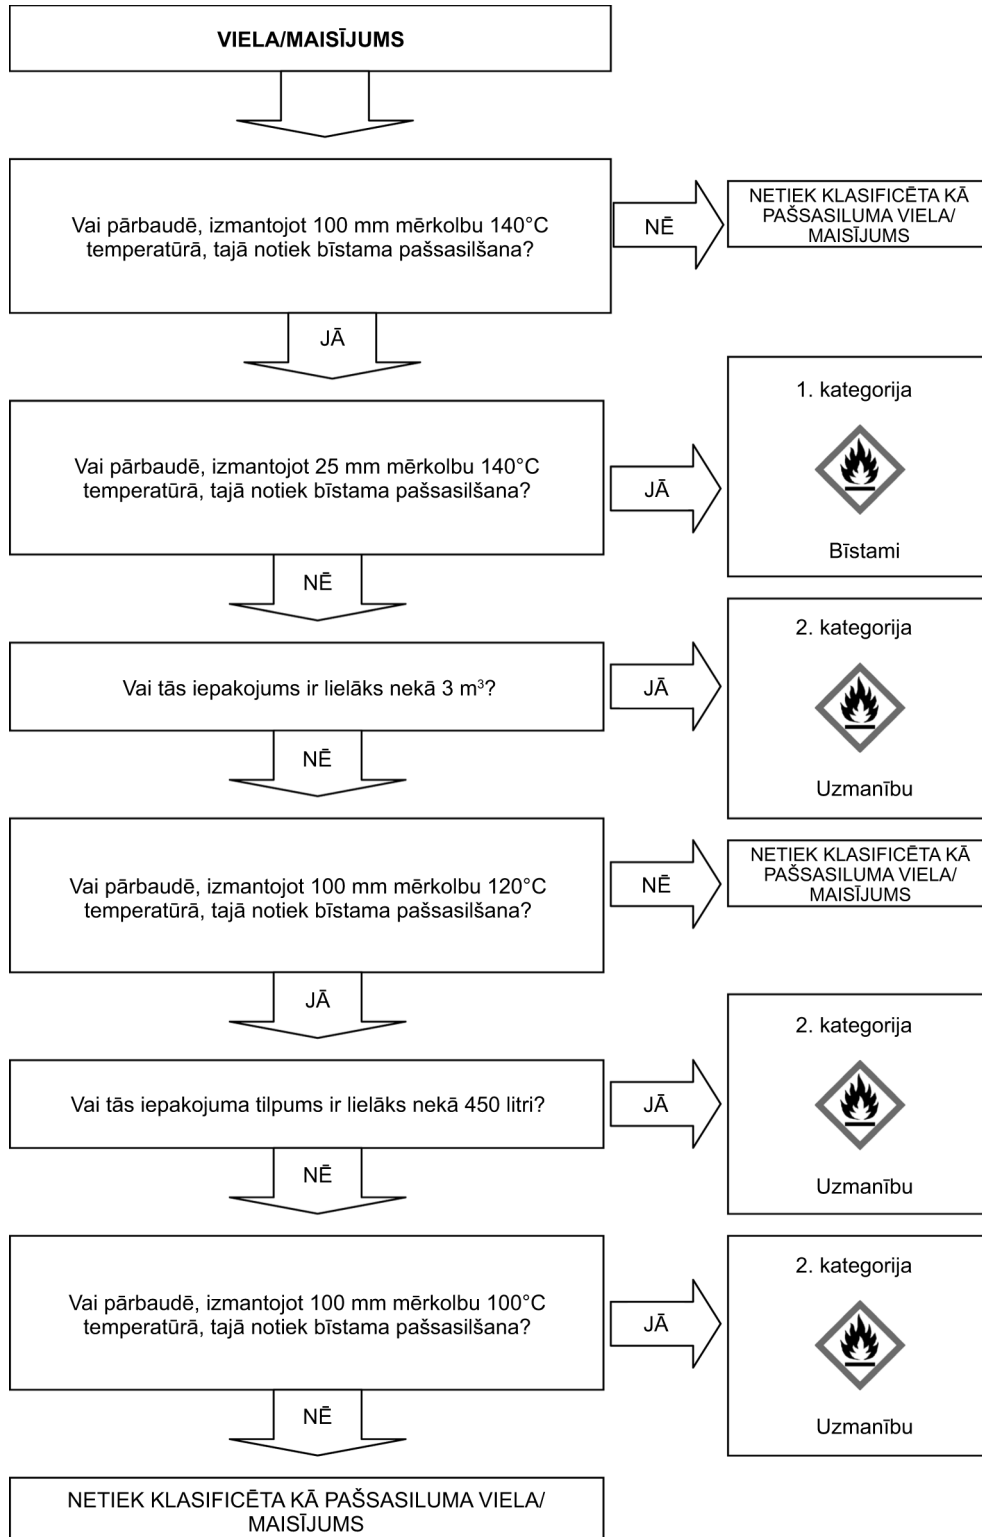 VIELA/MAISĪJUMS
Vai pārbaudē, izmantojot 100 mm mērkolbu 140°C
temperatūrā, tajā notiek bīstama pašsasilšana?
NĒ
NETIEK KLASIFICĒTA KĀ
PAŠSASILUMA VIELA/
MAISĪJUMS
JĀ
Vai pārbaudē, izmantojot 25 mm mērkolbu 140°C
temperatūrā, tajā notiek bīstama pašsasilšana?
JĀ
1. kategorija
Bīstami
NĒ
Vai tās iepakojums ir lielāks nekā 3 m³?
JĀ
2. kategorija
Uzmanību
NĒ
Vai pārbaudē, izmantojot 100 mm mērkolbu 120°C
temperatūrā, tajā notiek bīstama pašsasilšana?
NĒ
NETIEK KLASIFICĒTA KĀ
PAŠSASILUMA VIELA/
MAISĪJUMS
JĀ
Vai tās iepakojuma tilpums ir lielāks nekā 450 litri?
JĀ
2. kategorija
Uzmanību
NĒ
Vai pārbaudē, izmantojot 100 mm mērkolbu 100°C
temperatūrā, tajā notiek bīstama pašsasilšana?
JĀ
2. kategorija
Uzmanību
NĒ
NETIEK KLASIFICĒTA KĀ PAŠSASILUMA VIELA/
MAISĪJUMS